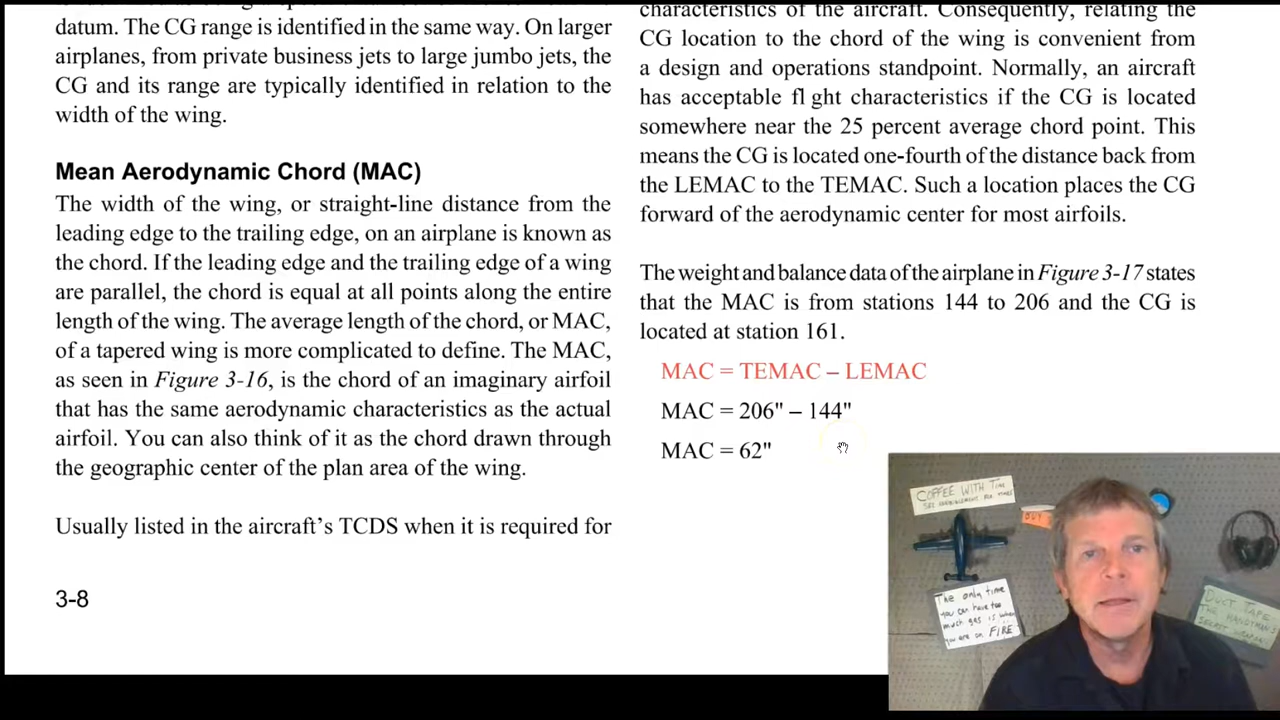 datum. The CG range is identified in the same way. On larger
airplanes, from private business jets to large jumbo jets, the
CG and its range are typically identified in relation to the
width of the wing.
Mean Aerodynamic Chord (MAC)
The width of the wing, or straight-line distance from the
leading edge to the trailing edge, on an airplane is known as
the chord. If the leading edge and the trailing edge of a wing
are parallel, the chord is equal at all points along the entire
length of the wing. The average length of the chord, or MAC,
of a tapered wing is more complicated to define. The MAC,
as seen in Figure 3-16, is the chord of an imaginary airfoil
that has the same aerodynamic characteristics as the actual
airfoil. You can also think of it as the chord drawn through
the geographic center of the plan area of the wing.
Usually listed in the aircraft’s TCDS when it is required for
3-8
characteristics of the aircraft. Consequently, relating the
CG location to the chord of the wing is convenient from
a design and operations standpoint. Normally, an aircraft
has acceptable fl ght characteristics if the CG is located
somewhere near the 25 percent average chord point. This
means the CG is located one-fourth of the distance back from
the LEMAC to the TEMAC. Such a location places the CG
forward of the aerodynamic center for most airfoils.
The weight and balance data of the airplane in Figure 3-17 states
that the MAC is from stations 144 to 206 and the CG is
located at station 161.
MAC = TEMAC – LEMAC
MAC = 206" – 144"
MAC = 62"
COFFEE WITH Tim
The only time
you can have too
much gas is when
you are on FIRE
DUCT TAPE
THE HANDYMAN'S
SECRET